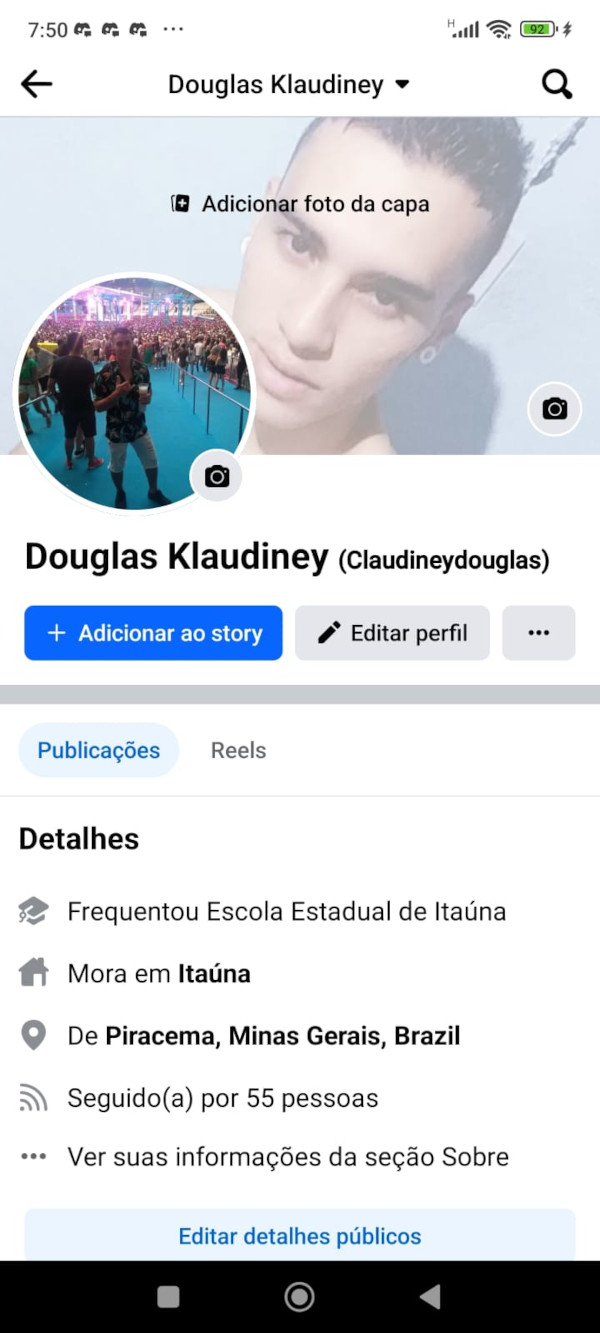 7:50 ... H 92
Douglas Klaudiney
Adicionar foto da capa
Douglas Klaudiney (Claudineydouglas)
+ Adicionar ao story Editar perfil ...
Publicações Reels
Detalhes
Frequentou Escola Estadual de Itaúna
Mora em Itaúna
De Piracema, Minas Gerais, Brazil
Seguido(a) por 55 pessoas
... Ver suas informações da seção Sobre
Editar detalhes públicos